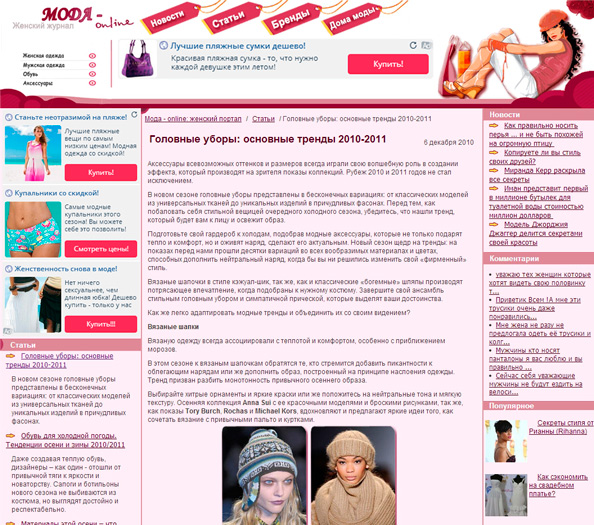 МОДА -
online
Женский журнал
Новости
Статьи
Бренды
Дома моды
Женская одежда
Мужская одежда
Обувь
Аксессуары
Лучшие пляжные сумки дешево!
Красивая пляжная сумка - то, что нужно
каждой девушке этим летом!
Купить!
Станьте неотразимой на пляже!
Лучшие пляжные
вещи по самым
низким ценам! Модная
одежда со скидкой!
Купить!
Купальники со скидкой!
Самые модные
купальники этого
сезона! Вы можете
себе это позволить!
Смотреть цены!
Женственность снова в моде!
Нет ничего
сексуальнее, чем
длинная юбка! Дешево
купить - только у нас
Купить!!!
Статьи
Головные уборы: основные
тренды 2010-2011
В новом сезоне головные уборы
представлены в бесконечных
вариациях: от классических
моделей из универсальных тканей до
уникальных изделий в причудливых
фасонах.
Обувь для холодной погоды.
Тенденции осени и зимы 2010/2011
Даже создавая теплую обувь,
дизайнеры – как один - отошли от
привычной тяги к яркости и
новаторству. Сапоги и ботильоны
нового сезона не выбиваются из
костюма, но выглядят достойно и
респектабельно.
Материалы этой осени – что
Мода - online: женский портал / Статьи / Головные уборы: основные тренды 2010-2011
Головные уборы: основные тренды 2010-2011
6 декабря 2010
Аксессуары всевозможных оттенков и размеров всегда играли свою волшебную роль в создании
эффекта, который производят на зрителя показы коллекций. Рубеж 2010 и 2011 годов не стал
исключением.
В новом сезоне головные уборы представлены в бесконечных вариациях: от классических моделей
из универсальных тканей до уникальных изделий в причудливых фасонах. Перед тем, как
побаловать себя стильной вещицей очередного холодного сезона, убедитесь, что нашли тренд,
который будет вам к лицу и освежит образ.
Подготовьте свой гардероб к холодам, подобрав модные аксессуары, которые не только подарят
тепло и комфорт, но и оживят наряд, сделают его актуальным. Новый сезон щедр на тренды: на
показах перед нами прошли десятки вариаций во всех вообразимых материалах и цветах,
способных дополнить нейтральный наряд, когда бы вы ни решились изменить свой «фирменный»
стиль.
Вязаные шапочки в стиле кэжуал-шик, так же, как и классические «богемные» шляпы производят
потрясающее впечатление, когда подобраны к нужному костюму. Завершите свой ансамбль
стильным головным убором и симпатичной прической, которые выделят ваши достоинства.
Как же легко адаптировать модные тренды и объединить их со своим видением?
Вязаные шапки
Вязаную одежду всегда ассоциировали с теплотой и комфортом, особенно с приближением
морозов.
В этом сезоне к вязаным шапочкам обратятся те, кто стремится добавить пикантности к
облегающим нарядам или же дополнить образ, построенный на принципе наслоения одежды.
Тренд призван разбить монотонность привычного осеннего образа.
Выбирайте хитрые орнаменты и яркие краски или же положитесь на нейтральные тона и мягкую
текстуру. Осенняя коллекция Anna Sui с ее красочными моделями и броскими рисунками, так же,
как показы Tory Burch, Rochas и Michael Kors, вдохновляют и предлагают яркие идеи того, как
сочетать вязание с привычными пальто и куртками.
Новости
Как правильно носить
перья ... и не быть похожей
на огромную птицу
Копируете ли вы стиль
своих друзей?
Миранда Керр раскрыла
все секреты
Иман представит первый
в миллионе бутылек для
туалетной воды стоимостью
миллион долларов
Модель Джорджия
Джаггер делится секретами
своей красоты
Комментарии
уважаю тех женщин которые
хотят видеть свою половинку
т...
Приветик Всем !А мне эти
трусики очень даже
понравились...
Мне жена не разу не
предлогала одеть её трусики и
колг...
Мужчины кто носят
панталоны я вас люблю и вы
правильно ...
Сейчас себя уважающие
мужчины не будут ездить на
велоси...
Популярное
Секреты стиля от
Рианны (Rihanna)
Как сэкономить
на свадебном
платье?